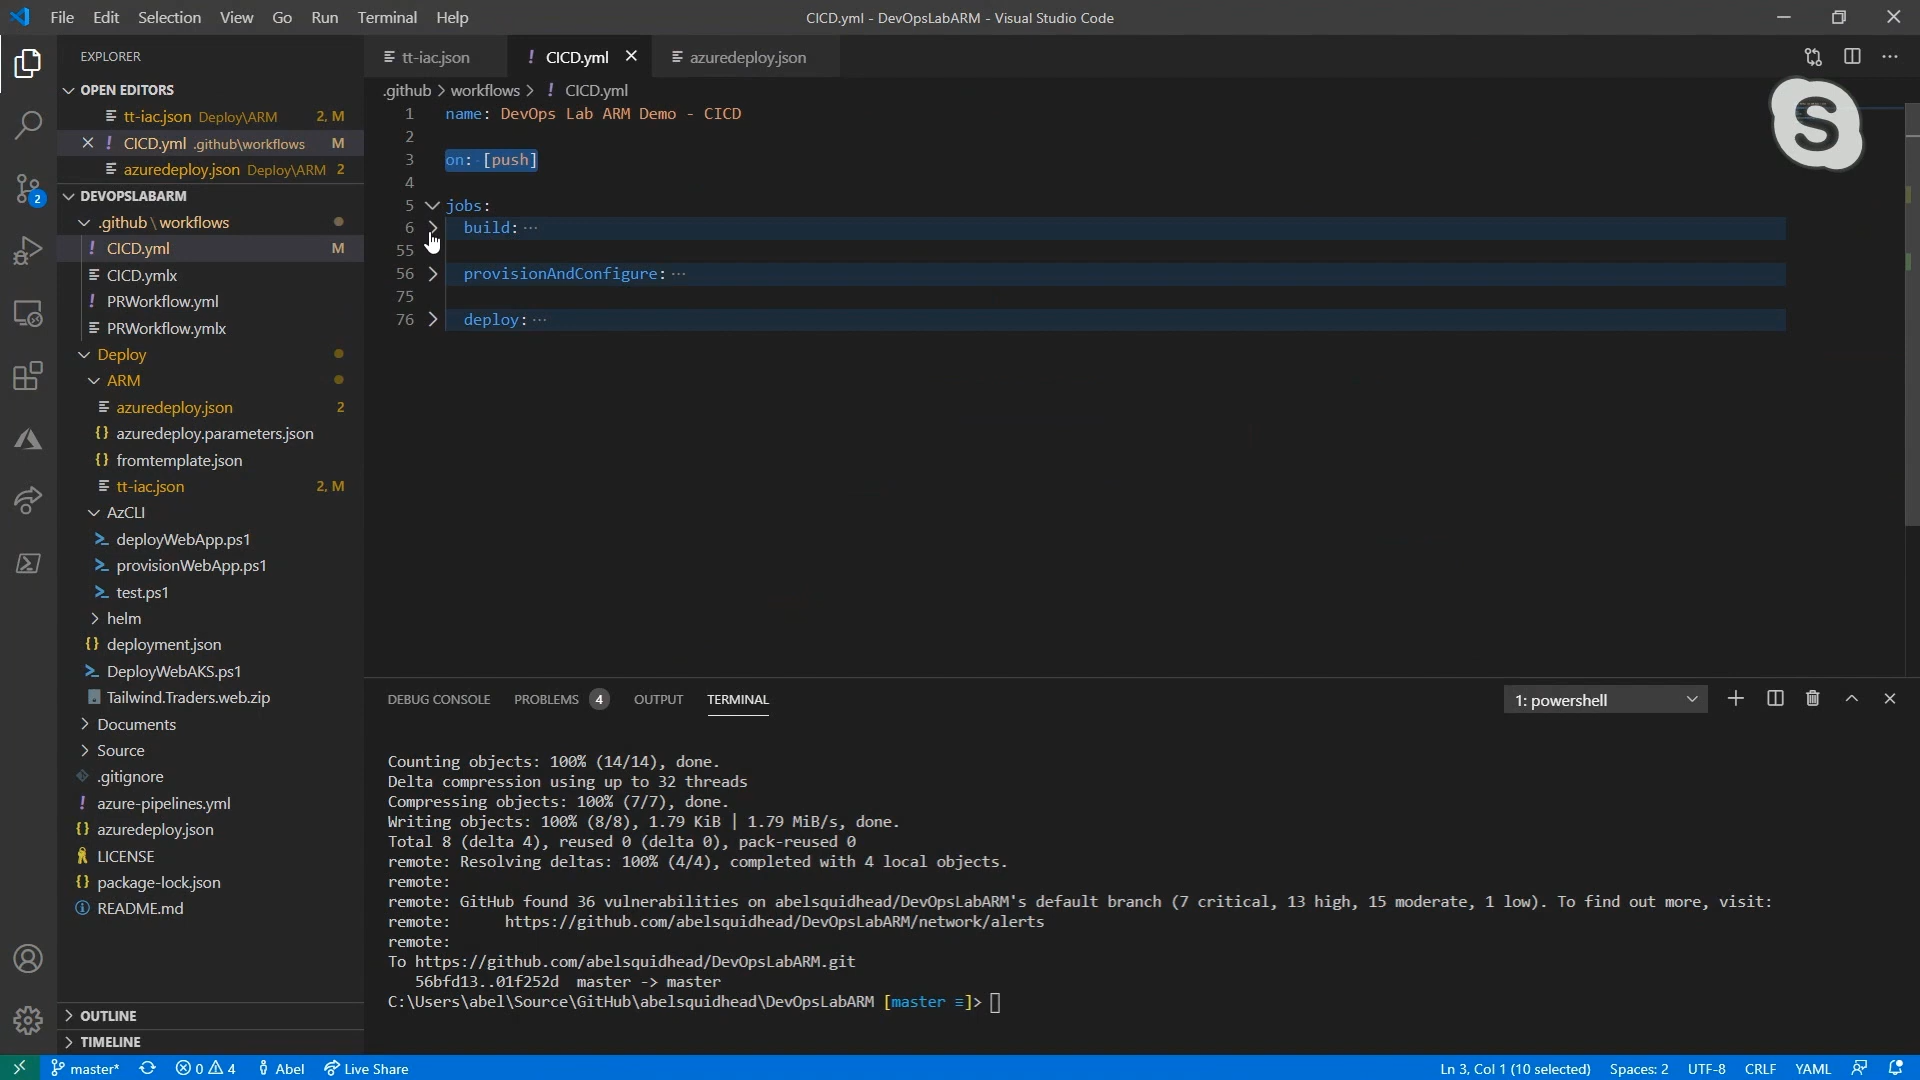 File Edit Selection View Go Run Terminal Help
CICD.yml - DevOpsLabARM - Visual Studio Code
EXPLORER
OPEN EDITORS
tt-iac.json Deploy\ARM 2, M
CICD.yml .github\workflows M
azuredeploy.json Deploy\ARM 2
2
DEVOPSLABARM
.github \ workflows
CICD.yml M
CICD.ymlx
PRWorkflow.yml
PRWorkflow.ymlx
Deploy
ARM
azuredeploy.json 2
azuredeploy.parameters.json
fromtemplate.json
tt-iac.json 2, M
AzCLI
deployWebApp.ps1
provisionWebApp.ps1
test.ps1
helm
deployment.json
DeployWebAKS.ps1
Tailwind.Traders.web.zip
Documents
Source
.gitignore
azure-pipelines.yml
azuredeploy.json
LICENSE
package-lock.json
README.md
OUTLINE
TIMELINE
tt-iac.json CICD.yml azuredeploy.json
.github > workflows > ! CICD.yml
1 name: DevOps Lab ARM Demo - CICD
2
3 on: [push]
4
5 jobs:
6 build: ···
55
56 provisionAndConfigure: ···
75
76 deploy: ···
S
DEBUG CONSOLE PROBLEMS 4 OUTPUT TERMINAL
1: powershell
Counting objects: 100% (14/14), done.
Delta compression using up to 32 threads
Compressing objects: 100% (7/7), done.
Writing objects: 100% (8/8), 1.79 KiB | 1.79 MiB/s, done.
Total 8 (delta 4), reused 0 (delta 0), pack-reused 0
remote: Resolving deltas: 100% (4/4), completed with 4 local objects.
remote:
remote: GitHub found 36 vulnerabilities on abelsquidhead/DevOpsLabARM's default branch (7 critical, 13 high, 15 moderate, 1 low). To find out more, visit:
remote:      https://github.com/abelsquidhead/DevOpsLabARM/network/alerts
remote:
To https://github.com/abelsquidhead/DevOpsLabARM.git
   56bfd13..01f252d  master -> master
C:\Users\abel\Source\GitHub\abelsquidhead\DevOpsLabARM [master ≡]>
master* 0 4 Abel Live Share
Ln 3, Col 1 (10 selected) Spaces: 2 UTF-8 CRLF YAML